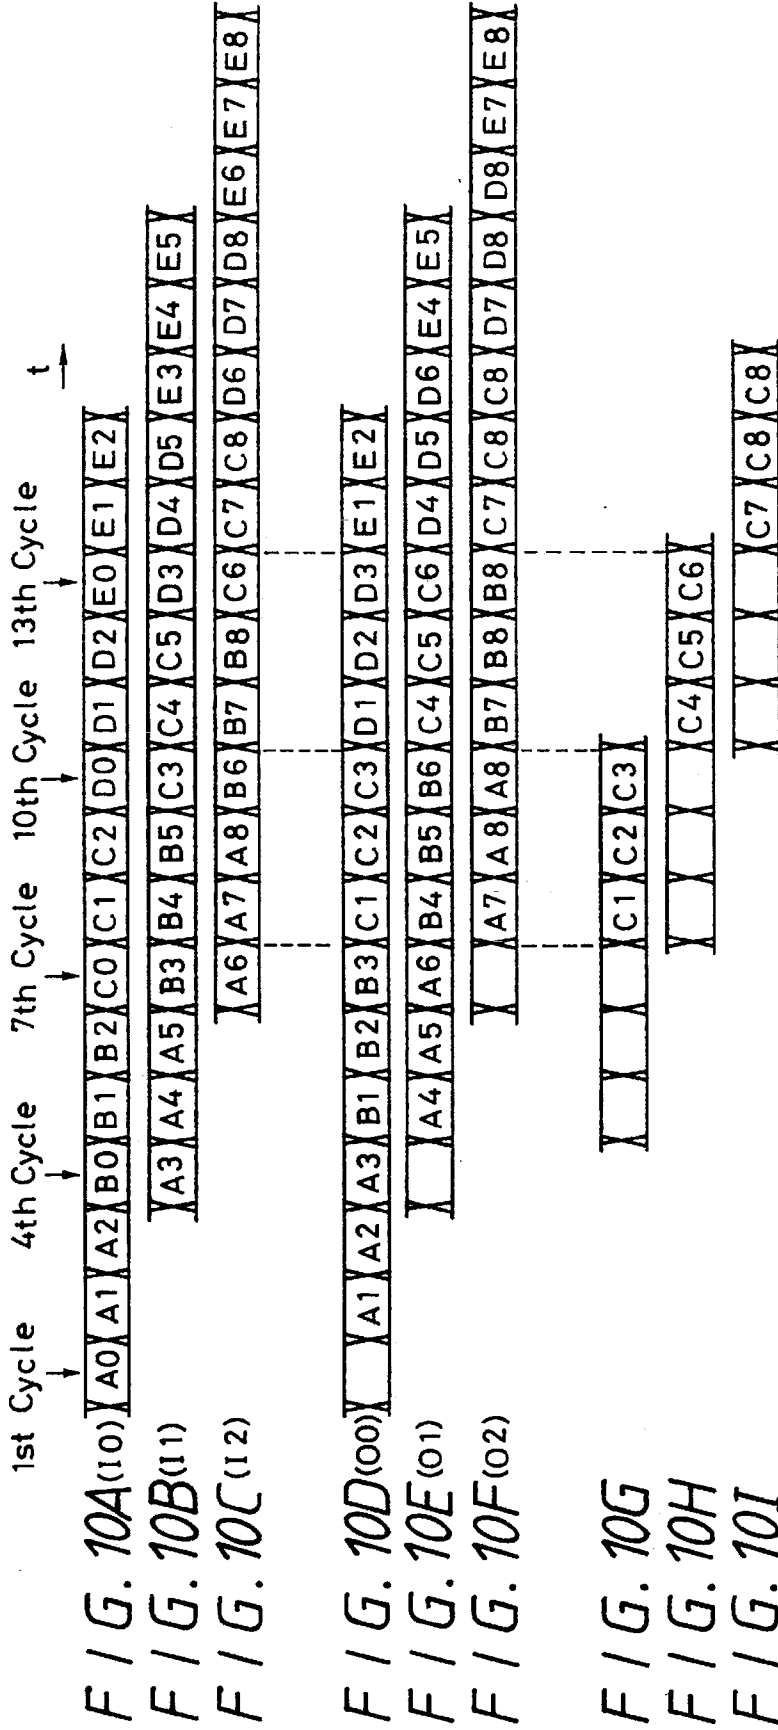 1st Cycle 4th Cycle 7th Cycle 10th Cycle 13th Cycle t
FIG. 10A (I0) A0 A1 A2 B0 B1 B2 C0 C1 C2 D0 D1 D2 E0 E1 E2
FIG. 10B (I1) A3 A4 A5 B3 B4 B5 C3 C4 C5 D3 D4 D5 E3 E4 E5
FIG. 10C (I2) A6 A7 A8 B6 B7 B8 C6 C7 C8 D6 D7 D8 E6 E7 E8
FIG. 10D (O0) A1 A2 A3 B1 B2 B3 C1 C2 C3 D1 D2 D3 E1 E2
FIG. 10E (O1) A4 A5 A6 B4 B5 B6 C4 C5 C6 D4 D5 D6 E4 E5
FIG. 10F (O2) A7 A8 A8 B7 B8 B8 C7 C8 C8 D7 D8 D8 E7 E8
FIG. 10G C1 C2 C3
FIG. 10H C4 C5 C6
FIG. 10I C7 C8 C8